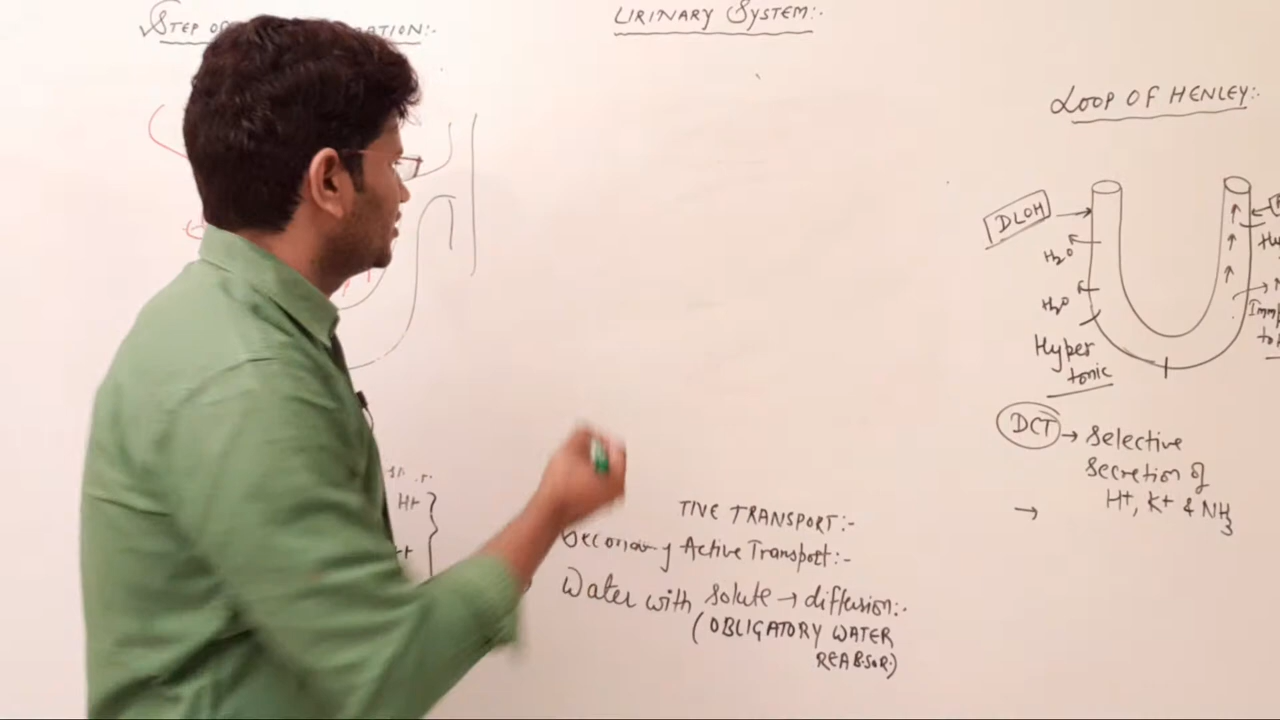 STEP OF
URINARY SYSTEM:-
LOOP OF HENLEY:-
DLOH
H₂O
H₂O
Hyper
tonic
DCT → Selective
Secretion of
→ H+, K+ & NH3
H+
TIVE TRANSPORT:-
Secondary Active Transport:-
Water with solute → diffusion:-
(OBLIGATORY WATER
REABSOR.)